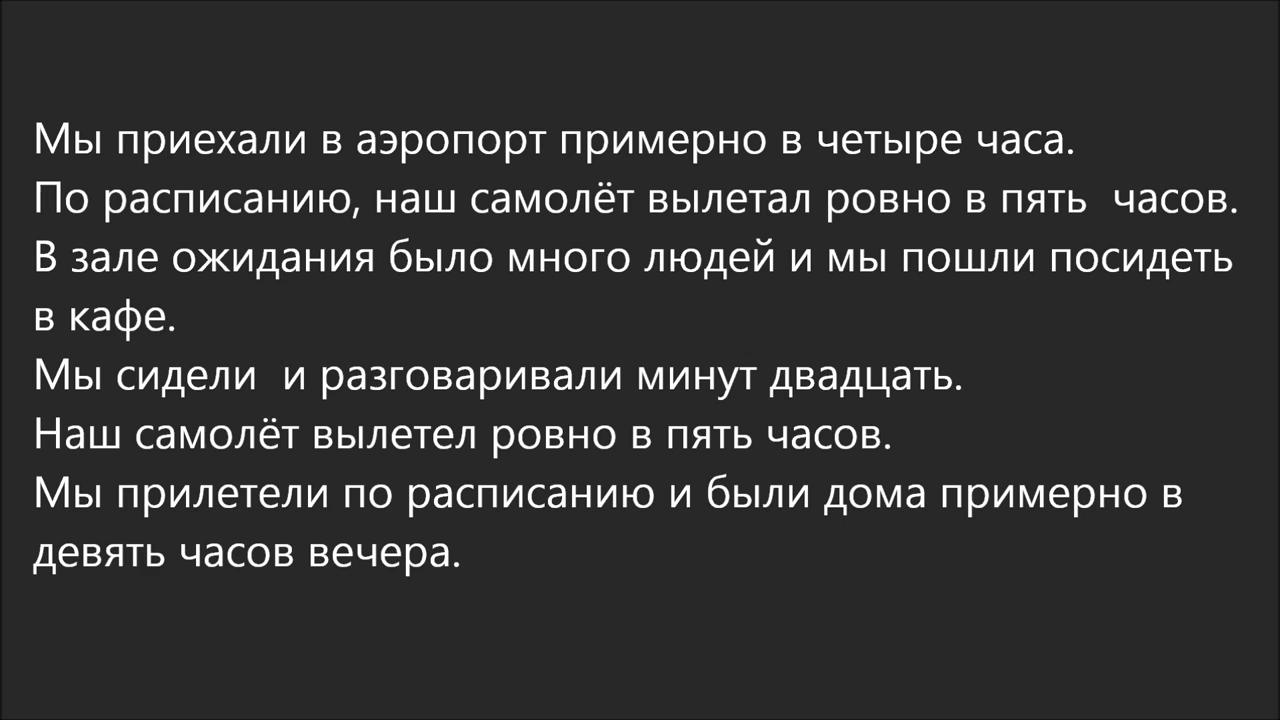 Мы приехали в аэропорт примерно в четыре часа.
По расписанию, наш самолёт вылетал ровно в пять  часов.
В зале ожидания было много людей и мы пошли посидеть
в кафе.
Мы сидели  и разговаривали минут двадцать.
Наш самолёт вылетел ровно в пять часов.
Мы прилетели по расписанию и были дома примерно в
девять часов вечера.